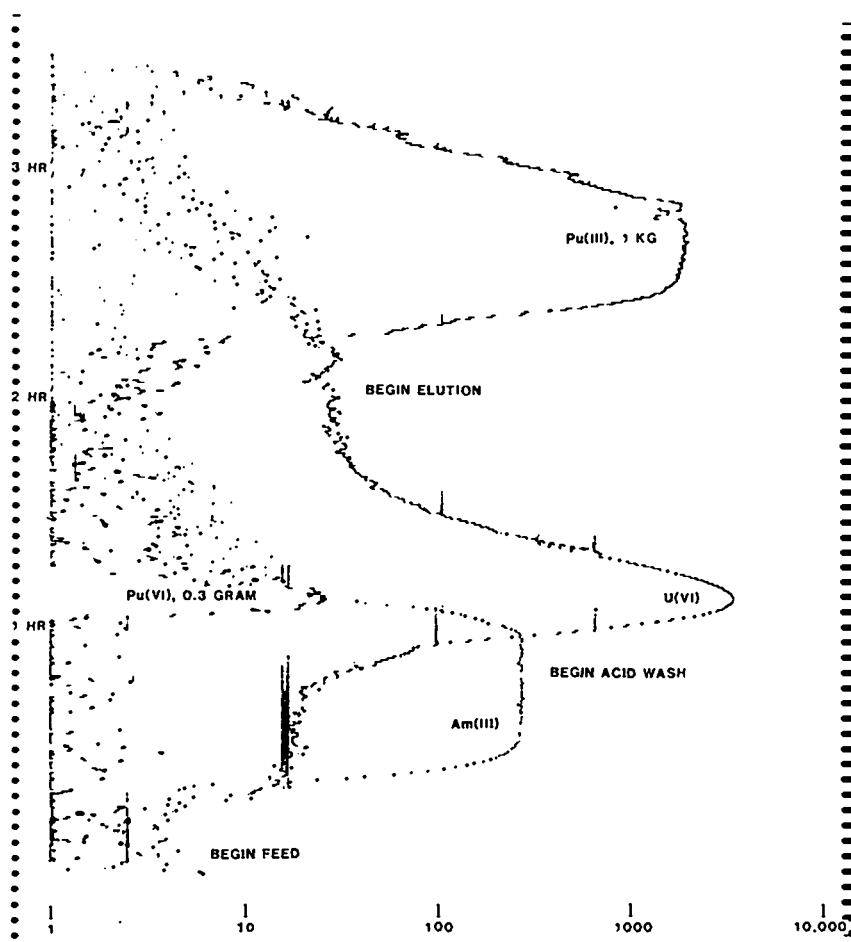 3 HR
Pu(III), 1 KG
BEGIN ELUTION
2 HR
Pu(VI), 0.3 GRAM
U(VI)
1 HR
BEGIN ACID WASH
Am(III)
BEGIN FEED
1 10 100 1000 10,000